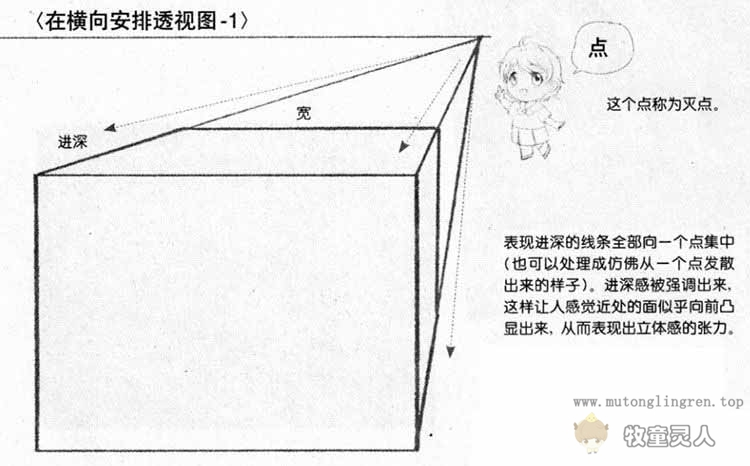 〈在横向安排透视图-1〉
点
这个点称为灭点。
宽
进深
表现进深的线条全部向一个点集中
(也可以处理成仿佛从一个点发散
出来的样子)。进深感被强调出来,
这样让人感觉近处的面似乎向前凸
显出来, 从而表现出立体感的张力。
www.mutonglingren.top
牧童灵人